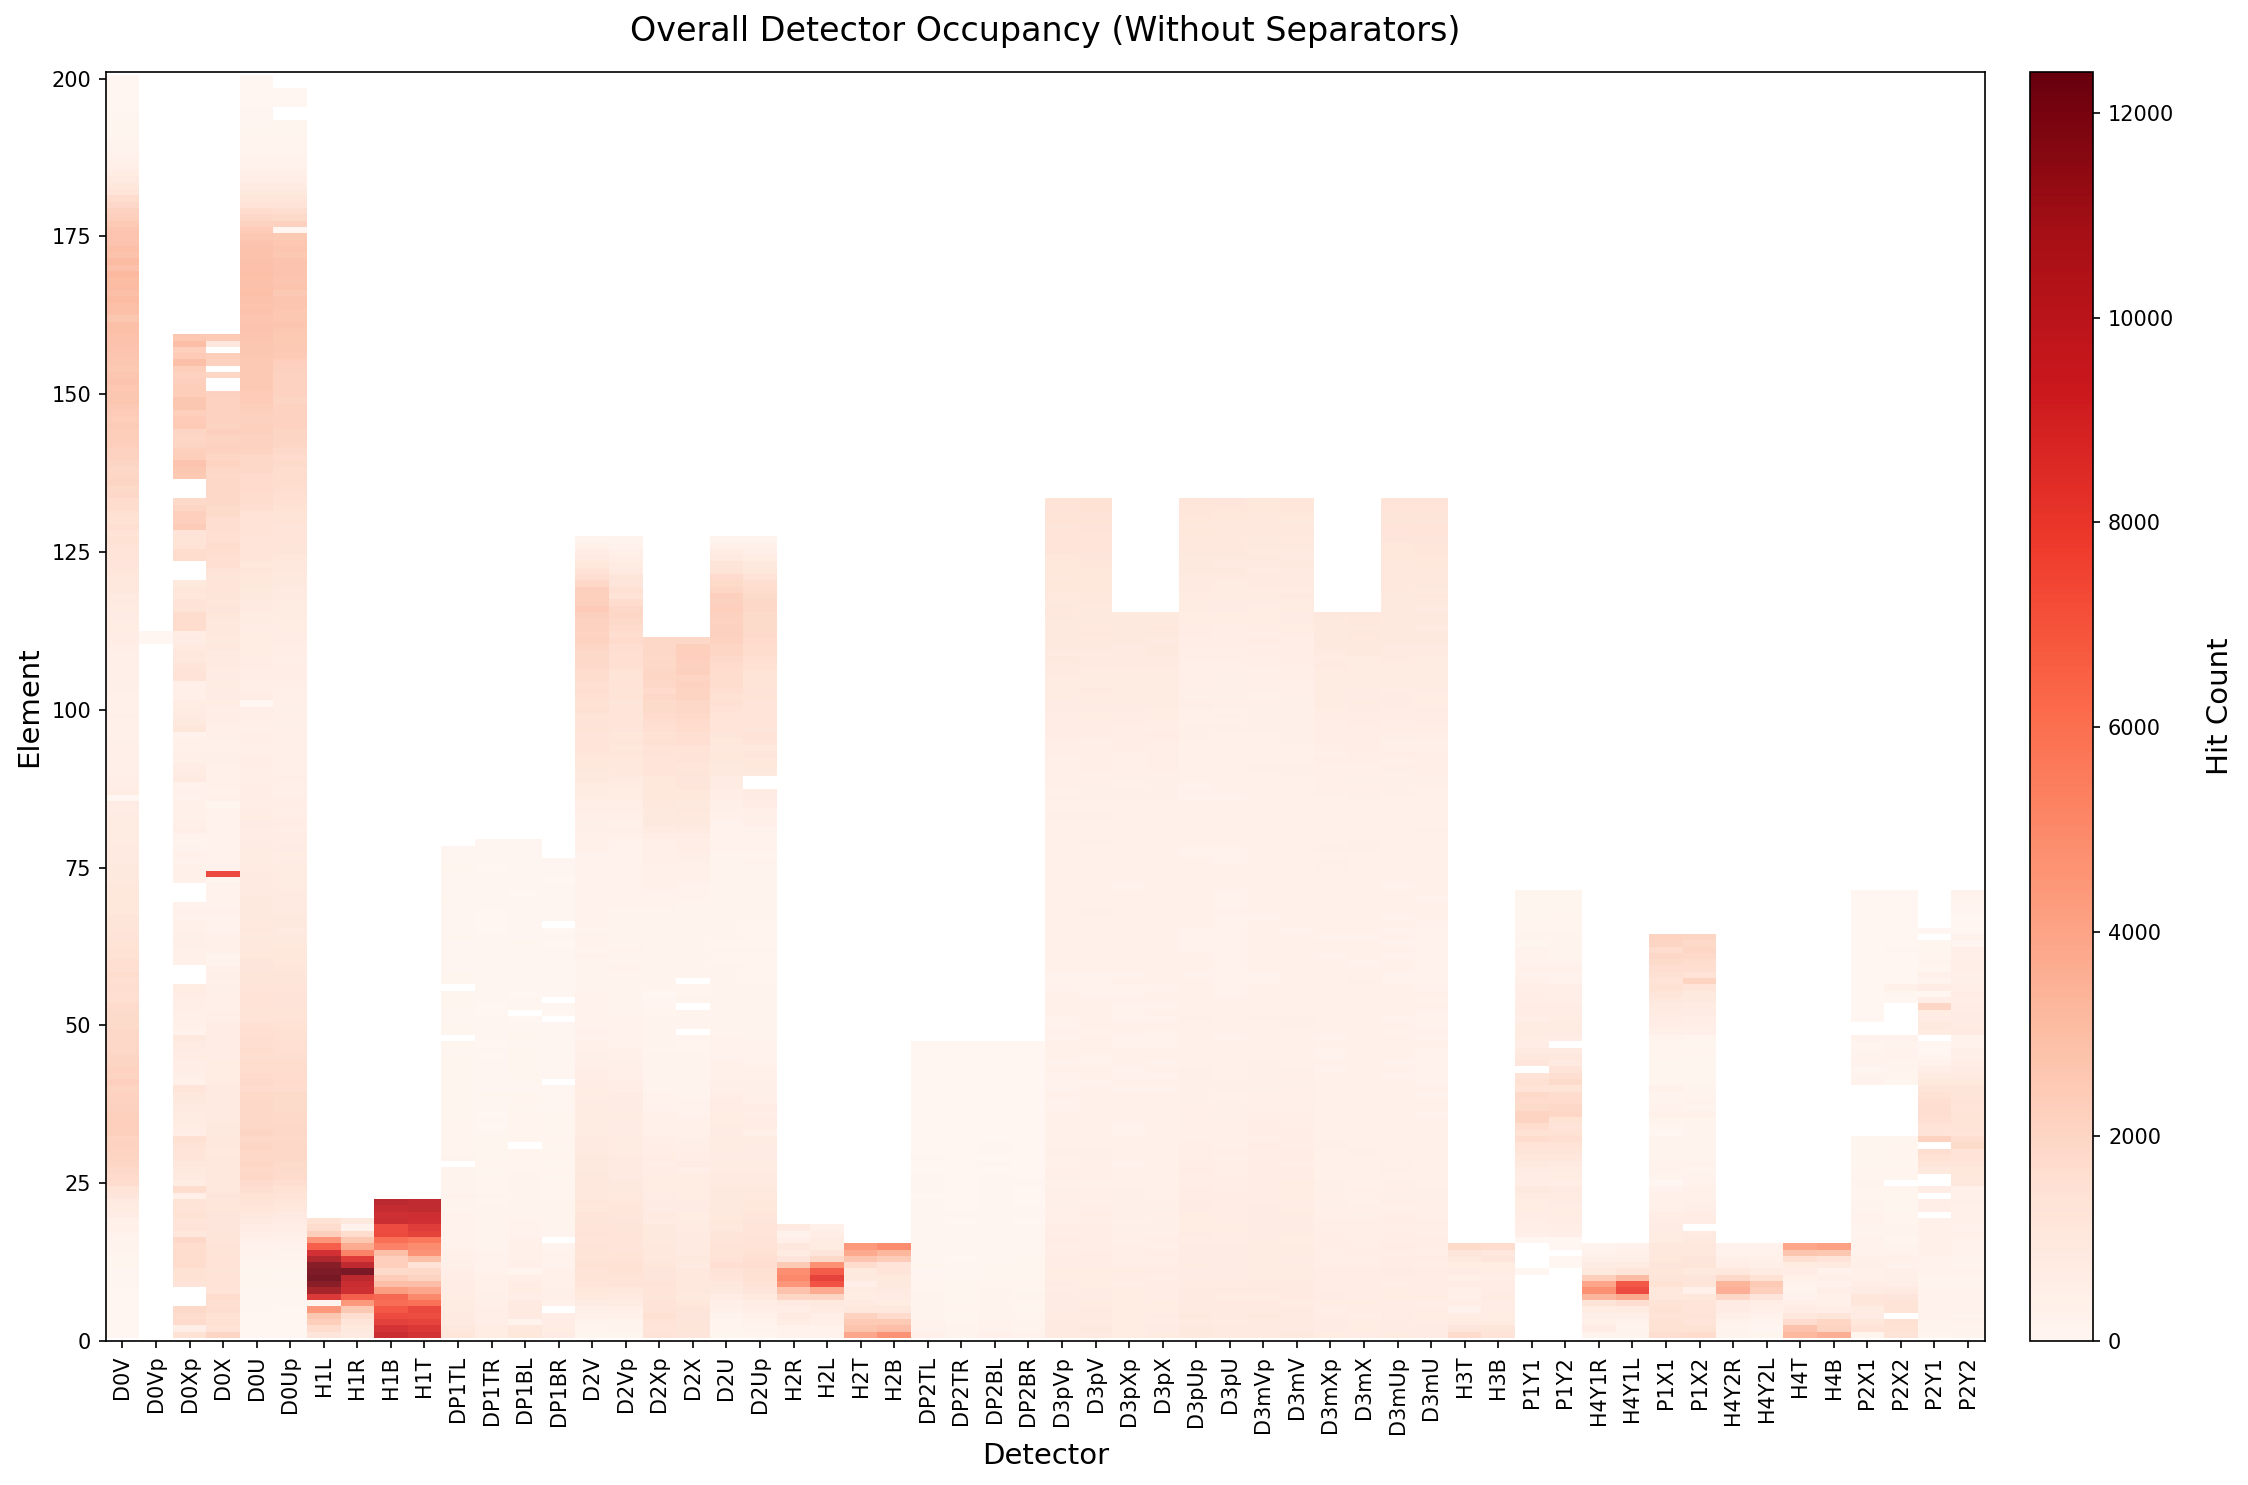 Overall Detector Occupancy (Without Separators)
200
175
150
125
100
75
50
25
0
Element
12000
10000
8000
6000
4000
2000
0
Hit Count
D0V
D0Vp
D0Xp
D0X
D0U
D0Up
H1L
H1R
H1B
H1T
DP1TL
DP1TR
DP1BL
DP1BR
D2V
D2Vp
D2Xp
D2X
D2U
D2Up
H2R
H2L
H2T
H2B
DP2TL
DP2TR
DP2BL
DP2BR
D3pVp
D3pV
D3pXp
D3pX
D3pUp
D3pU
D3mVp
D3mV
D3mXp
D3mX
D3mUp
D3mU
H3T
H3B
P1Y1
P1Y2
H4Y1R
H4Y1L
P1X1
P1X2
H4Y2R
H4Y2L
H4T
H4B
P2X1
P2X2
P2Y1
P2Y2
Detector